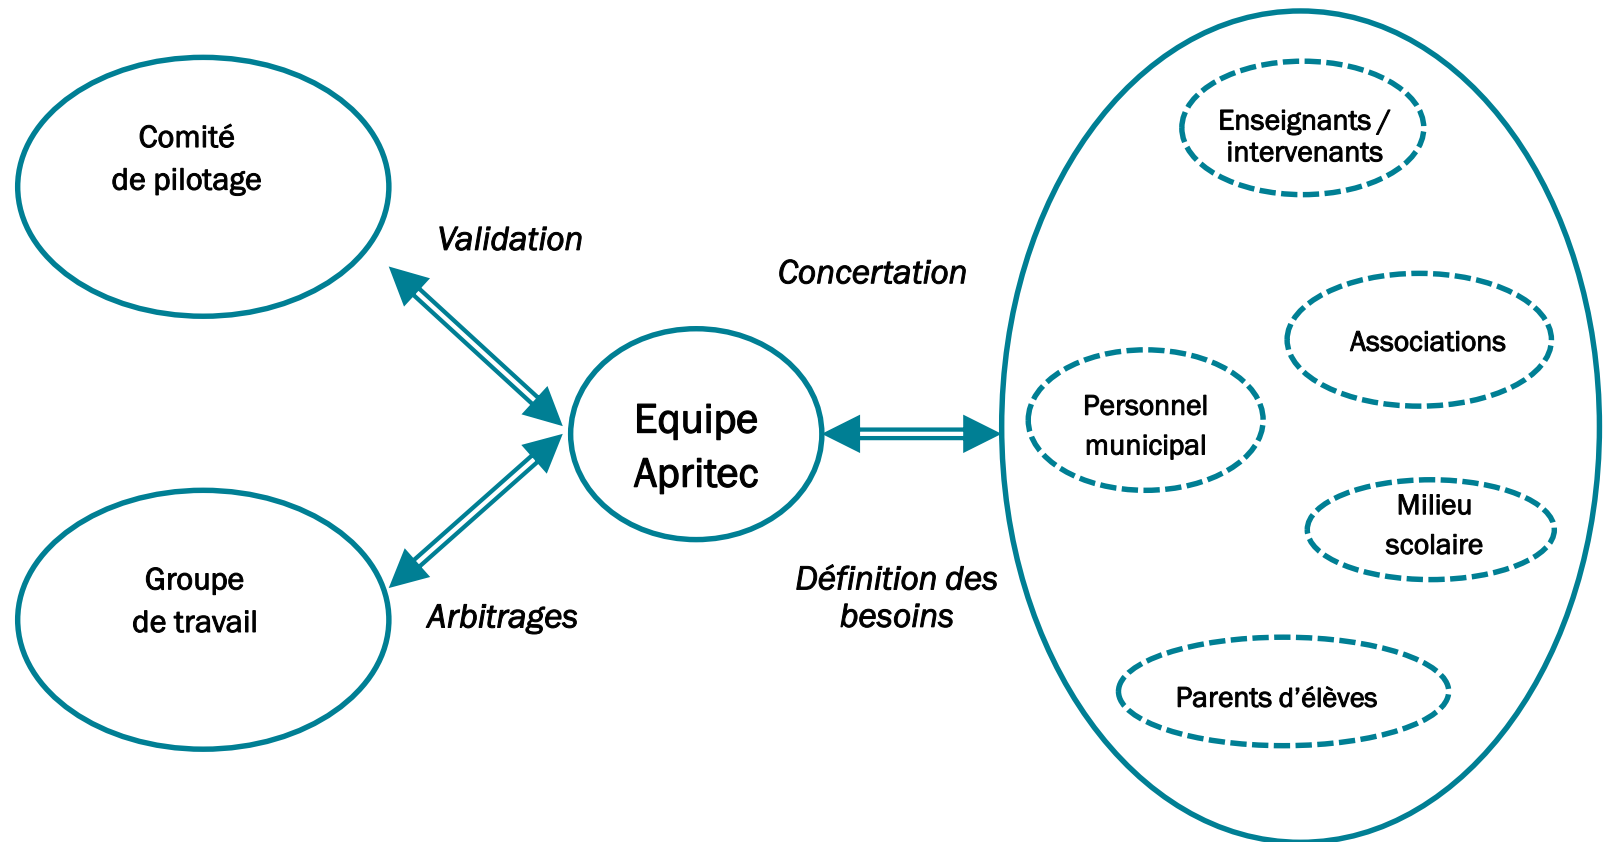 Comité
de pilotage
Validation
Groupe
de travail
Arbitrages
Equipe
Apritec
Concertation
Définition des
besoins
Enseignants /
intervenants
Associations
Personnel
municipal
Milieu
scolaire
Parents d’élèves